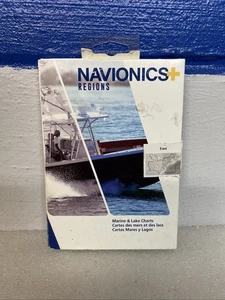 NAVIONICS+
REGIONS
East
Marine & Lake Charts
Cartes des mers et des lacs
Cartas Mares y Lagos